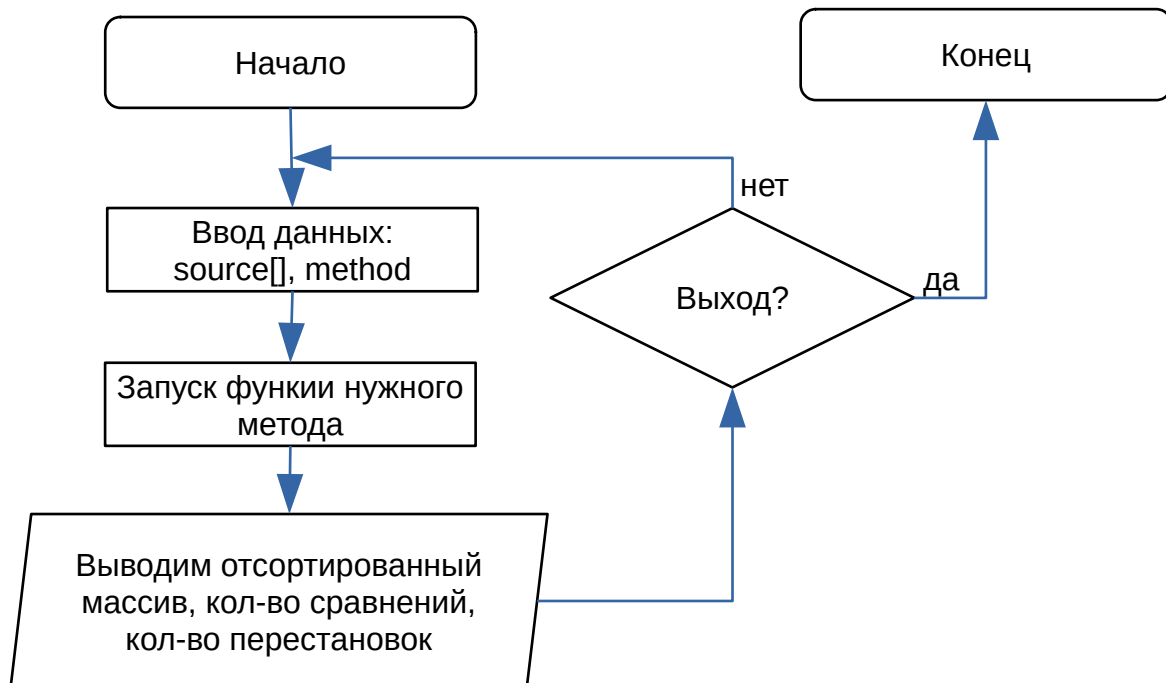 Начало
Ввод данных:
source[], method
Запуск функии нужного
метода
Выводим отсортированный
массив, кол-во сравнений,
кол-во перестановок
Выход?
нет
да
Конец